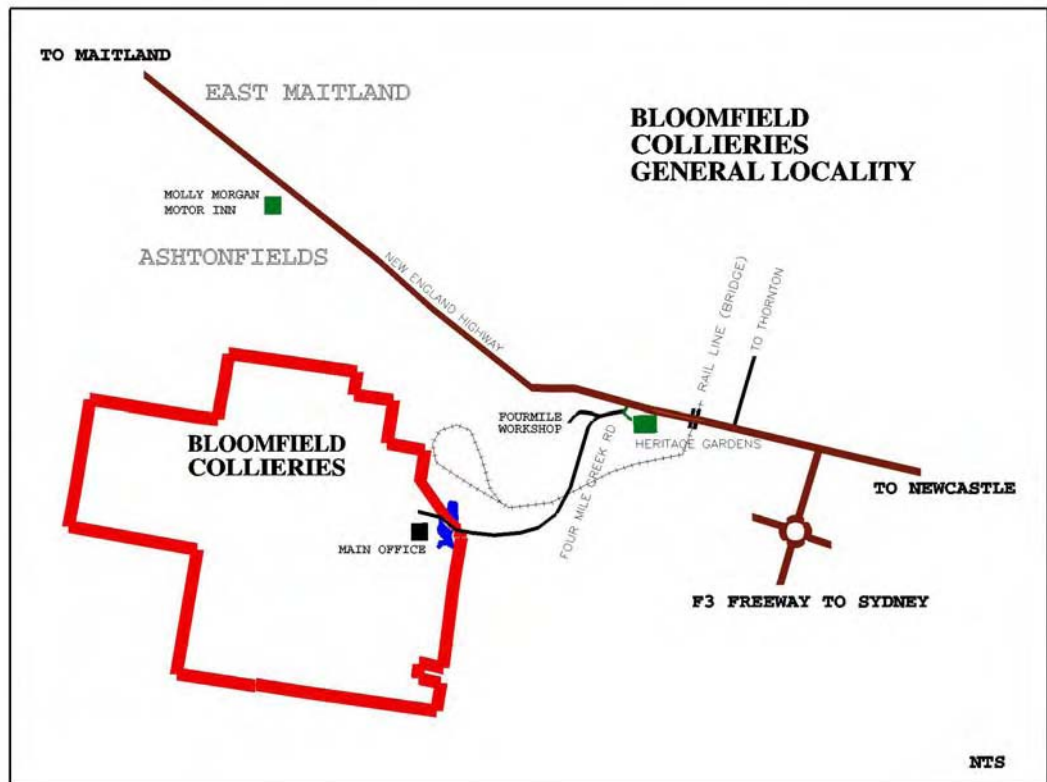 TO MAITLAND
EAST MAITLAND
BLOOMFIELD
COLLIERIES
GENERAL LOCALITY
MOLLY MORGAN
MOTOR INN
ASHTONFIELDS
NEW ENGLAND HIGHWAY
RAIL LINE (BRIDGE)
TO THORNTON
FOURMILE
WORKSHOP
HERITAGE GARDENS
BLOOMFIELD
COLLIERIES
FOUR MILE CREEK RD
TO NEWCASTLE
MAIN OFFICE
F3 FREEWAY TO SYDNEY
NTS